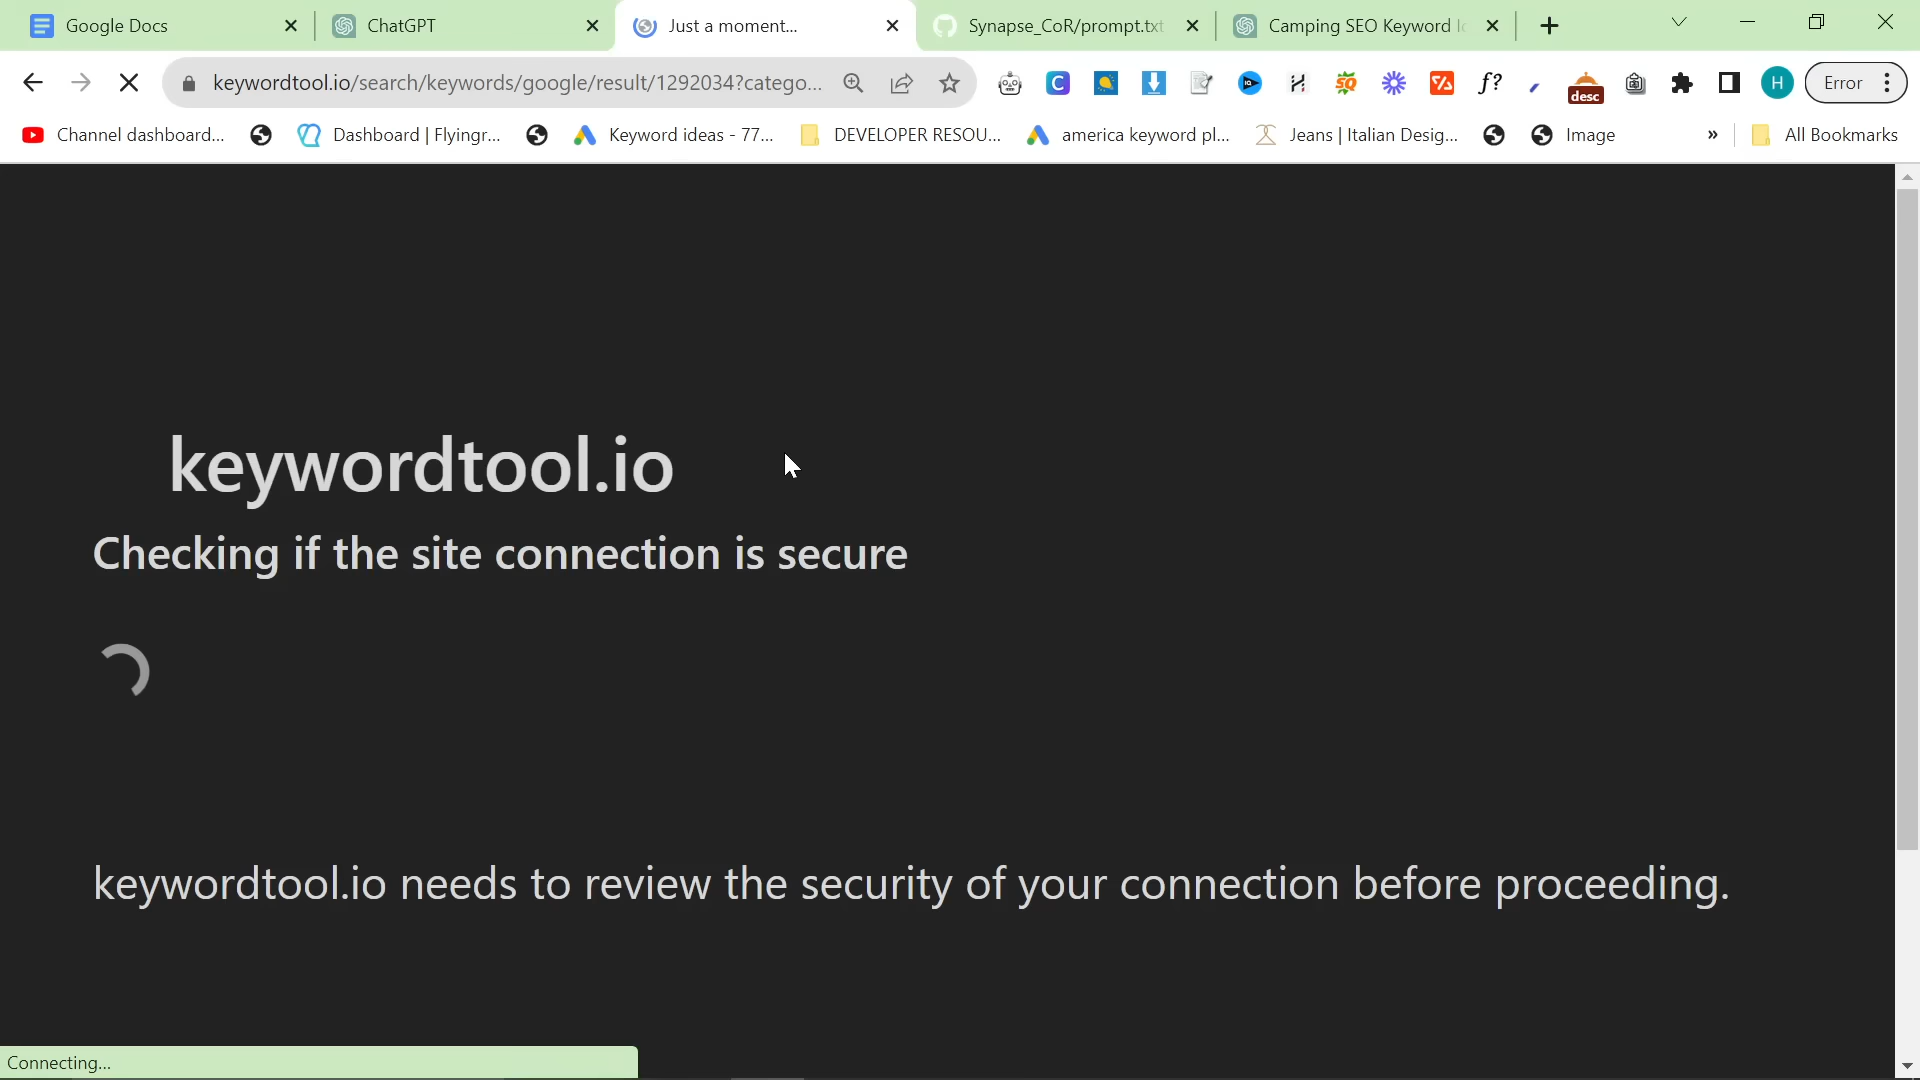 Google Docs
ChatGPT
Just a moment...
Synapse_CoR/prompt.txt
Camping SEO Keyword Id
keywordtool.io/search/keywords/google/result/1292034?catego...
desc
H
Error
Channel dashboard...
Dashboard | Flyingr...
Keyword ideas - 77...
DEVELOPER RESOU...
america keyword pl...
Jeans | Italian Desig...
Image
»
All Bookmarks
keywordtool.io
Checking if the site connection is secure
keywordtool.io needs to review the security of your connection before proceeding.
Connecting...